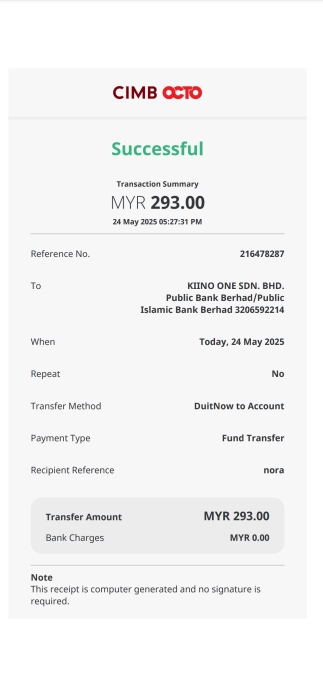 CIMB OCTO
Successful
Transaction Summary
MYR 293.00
24 May 2025 05:27:31 PM
Reference No. 216478287
To KIINO ONE SDN. BHD.
Public Bank Berhad/Public
Islamic Bank Berhad 3206592214
When Today, 24 May 2025
Repeat No
Transfer Method DuitNow to Account
Payment Type Fund Transfer
Recipient Reference nora
Transfer Amount MYR 293.00
Bank Charges MYR 0.00
Note
This receipt is computer generated and no signature is
required.